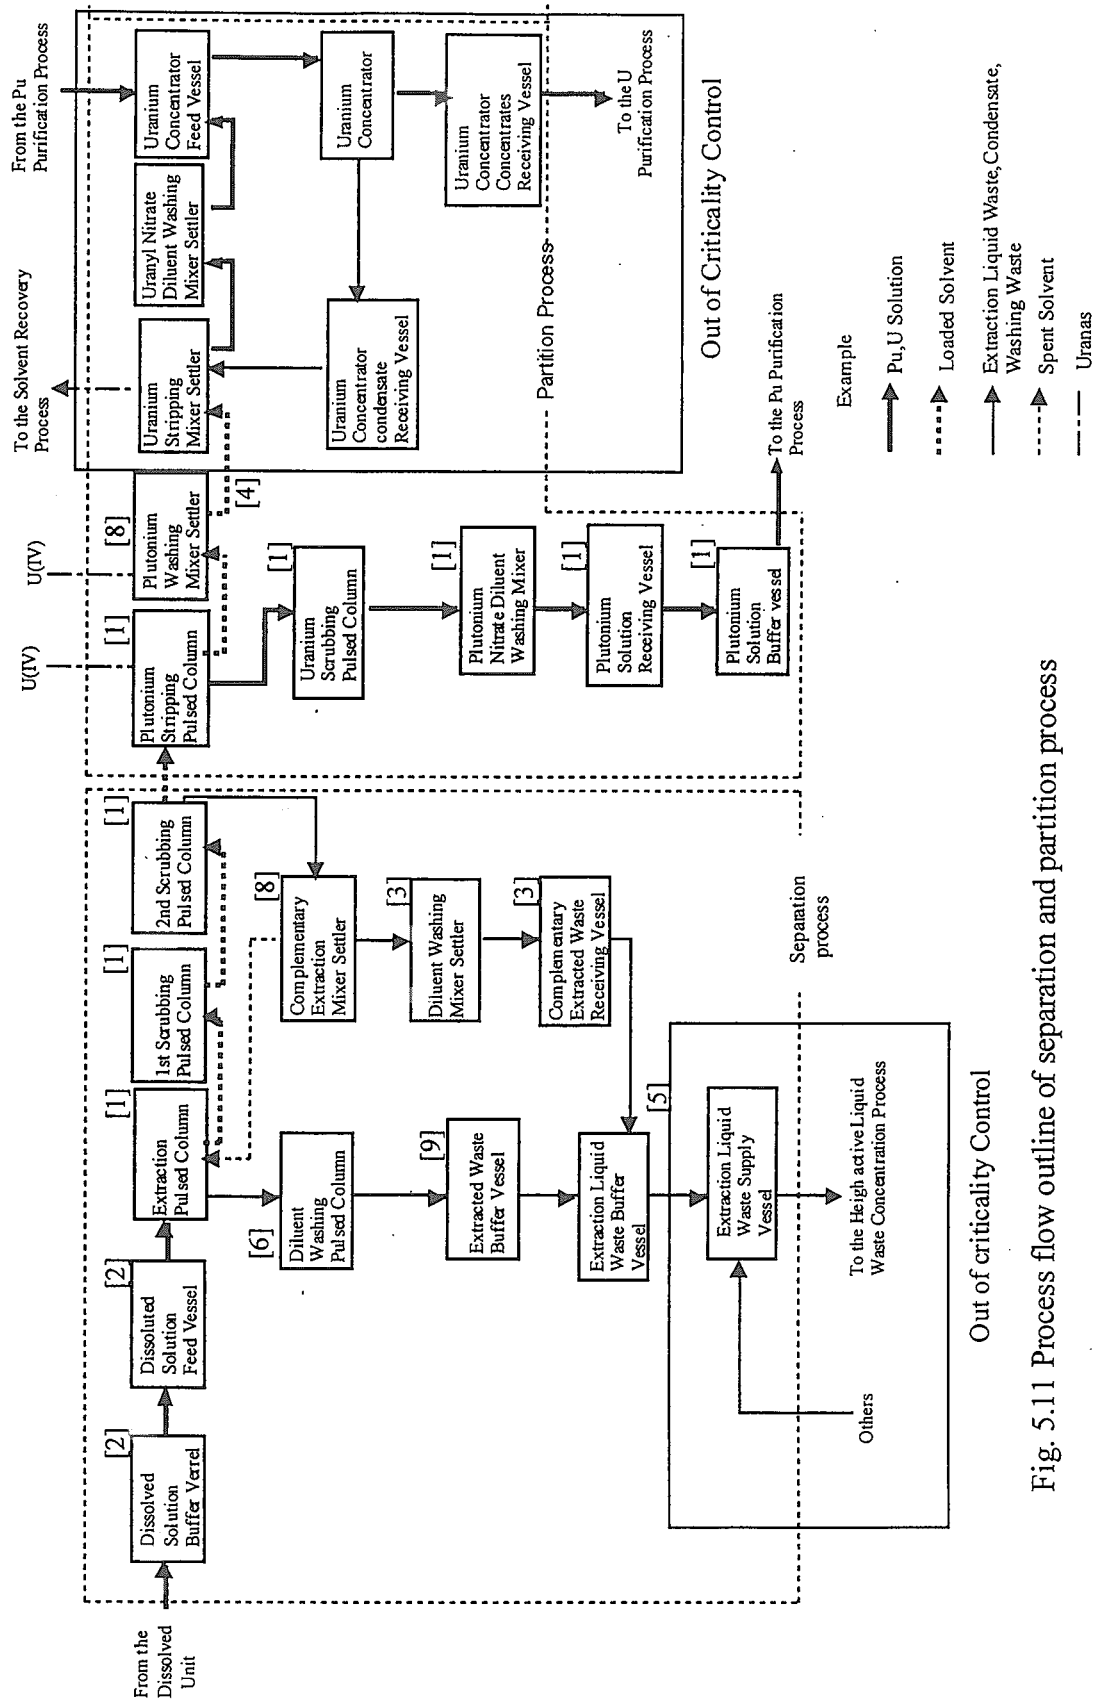 From the
Dissolved
Unit
[2]
Dissolved
Solution
Buffer Verrel
[2]
Dissoluted
Solution
Feed Vessel
[1]
Extraction
Pulsed Column
[1]
1st Scrubbing
Pulsed Column
[1]
2nd Scrubbing
Pulsed Column
[6]
Diluent
Washing
Pulsed Column
[8]
Complementary
Extraction
Mixer Settler
[9]
Extracted Waste
Buffer Vessel
[3]
Diluent Washing
Mixer Settler
Extraction Liquid
Waste Buffer
Vessel
[3]
Complementary
Extracted Waste
Receiving Vessel
[5]
Extraction Liquid
Waste Supply
Vessel
Others
To the Heigh active Liquid
Waste Concentration Process
Separation
process
Out of criticality Control
U(IV)
U(IV)
[1]
Plutonium
Stripping
Pulsed Column
[8]
Plutonium
Washing
Mixer Settler
[4]
[1]
Uranium
Scrubbing
Pulsed Column
[1]
Plutonium
Nitrate Diluent
Washing Mixer
[1]
Plutonium
Solution
Receiving Vessel
[1]
Plutonium
Solution
Buffer vessel
To the Pu Purification
Process
To the Solvent Recovery
Process
From the Pu
Purification Process
Uranium
Stripping
Mixer Settler
Uranyl Nitrate
Diluent Washing
Mixer Settler
Uranium
Concentrator
Feed Vessel
Uranium
Concentrator
condensate
Receiving Vessel
Uranium
Concentrator
Uranium
Concentrator
Concentrates
Receiving Vessel
Partition Process
To the U
Purification Process
Out of Criticality Control
Example
Pu,U Solution
Loaded Solvent
Extraction Liquid Waste,Condensate,
Washing Waste
Spent Solvent
Uranas
Fig. 5.11 Process flow outline of separation and partition process